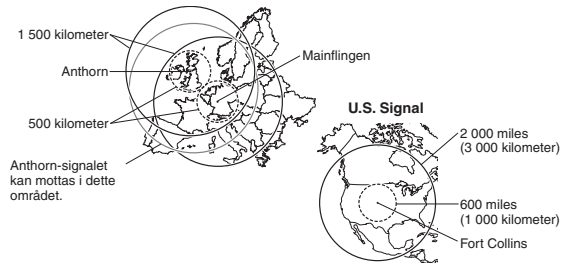 1 500 kilometer
Anthorn
Mainflingen
500 kilometer
Anthorn-signalet
kan mottas i dette
området.
U.S. Signal
2 000 miles
(3 000 kilometer)
600 miles
(1 000 kilometer)
Fort Collins